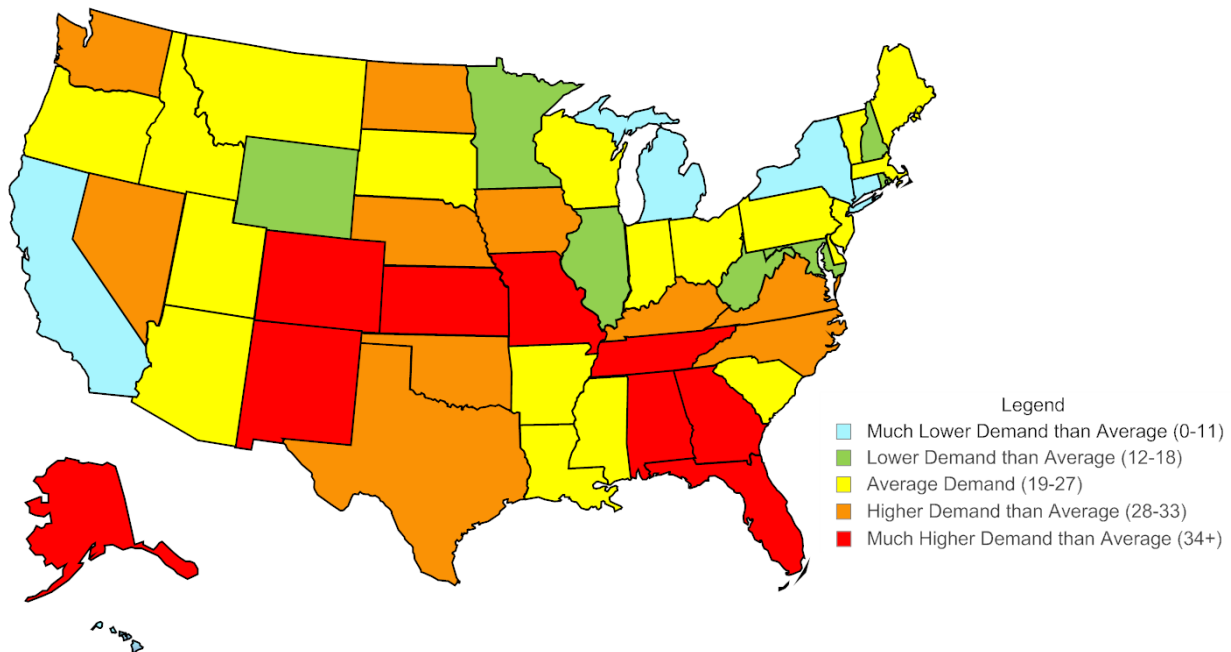 Legend
Much Lower Demand than Average (0-11)
Lower Demand than Average (12-18)
Average Demand (19-27)
Higher Demand than Average (28-33)
Much Higher Demand than Average (34+)